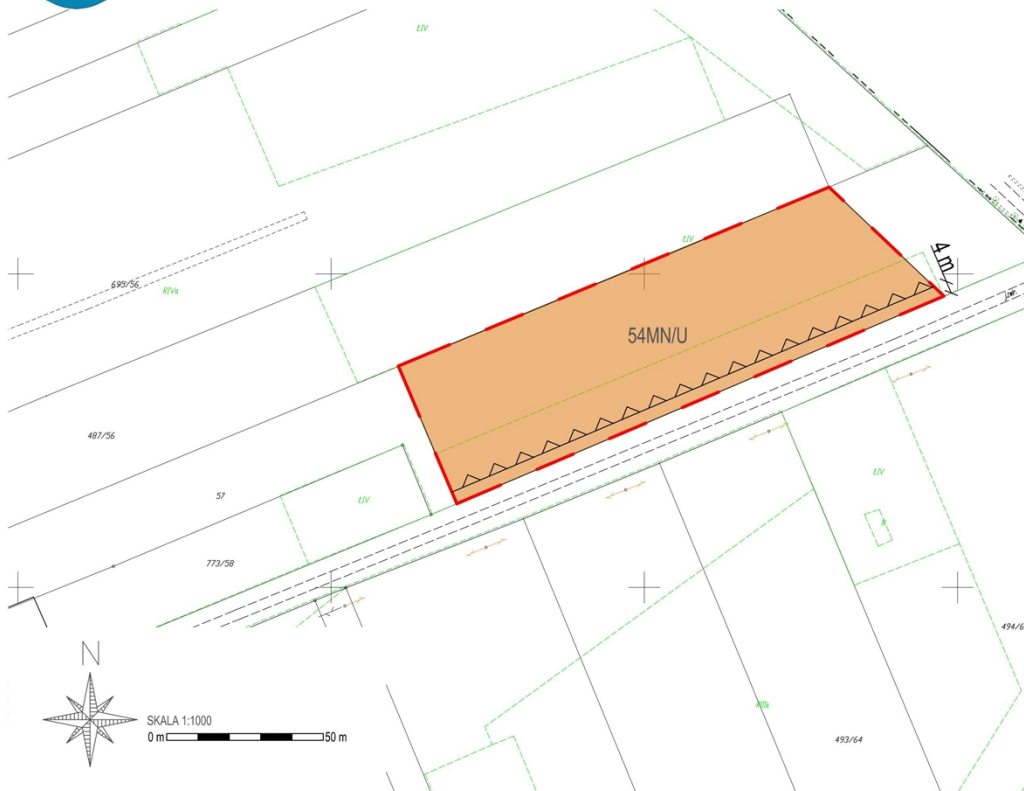 ŁIV
ŁIV
4 m
695/56
RIVa
54MN/U
487/56
57
ŁIV
ŁIV
773/58
494/6
N
SKALA 1:1000
0 m
50 m
RIIIa
493/64